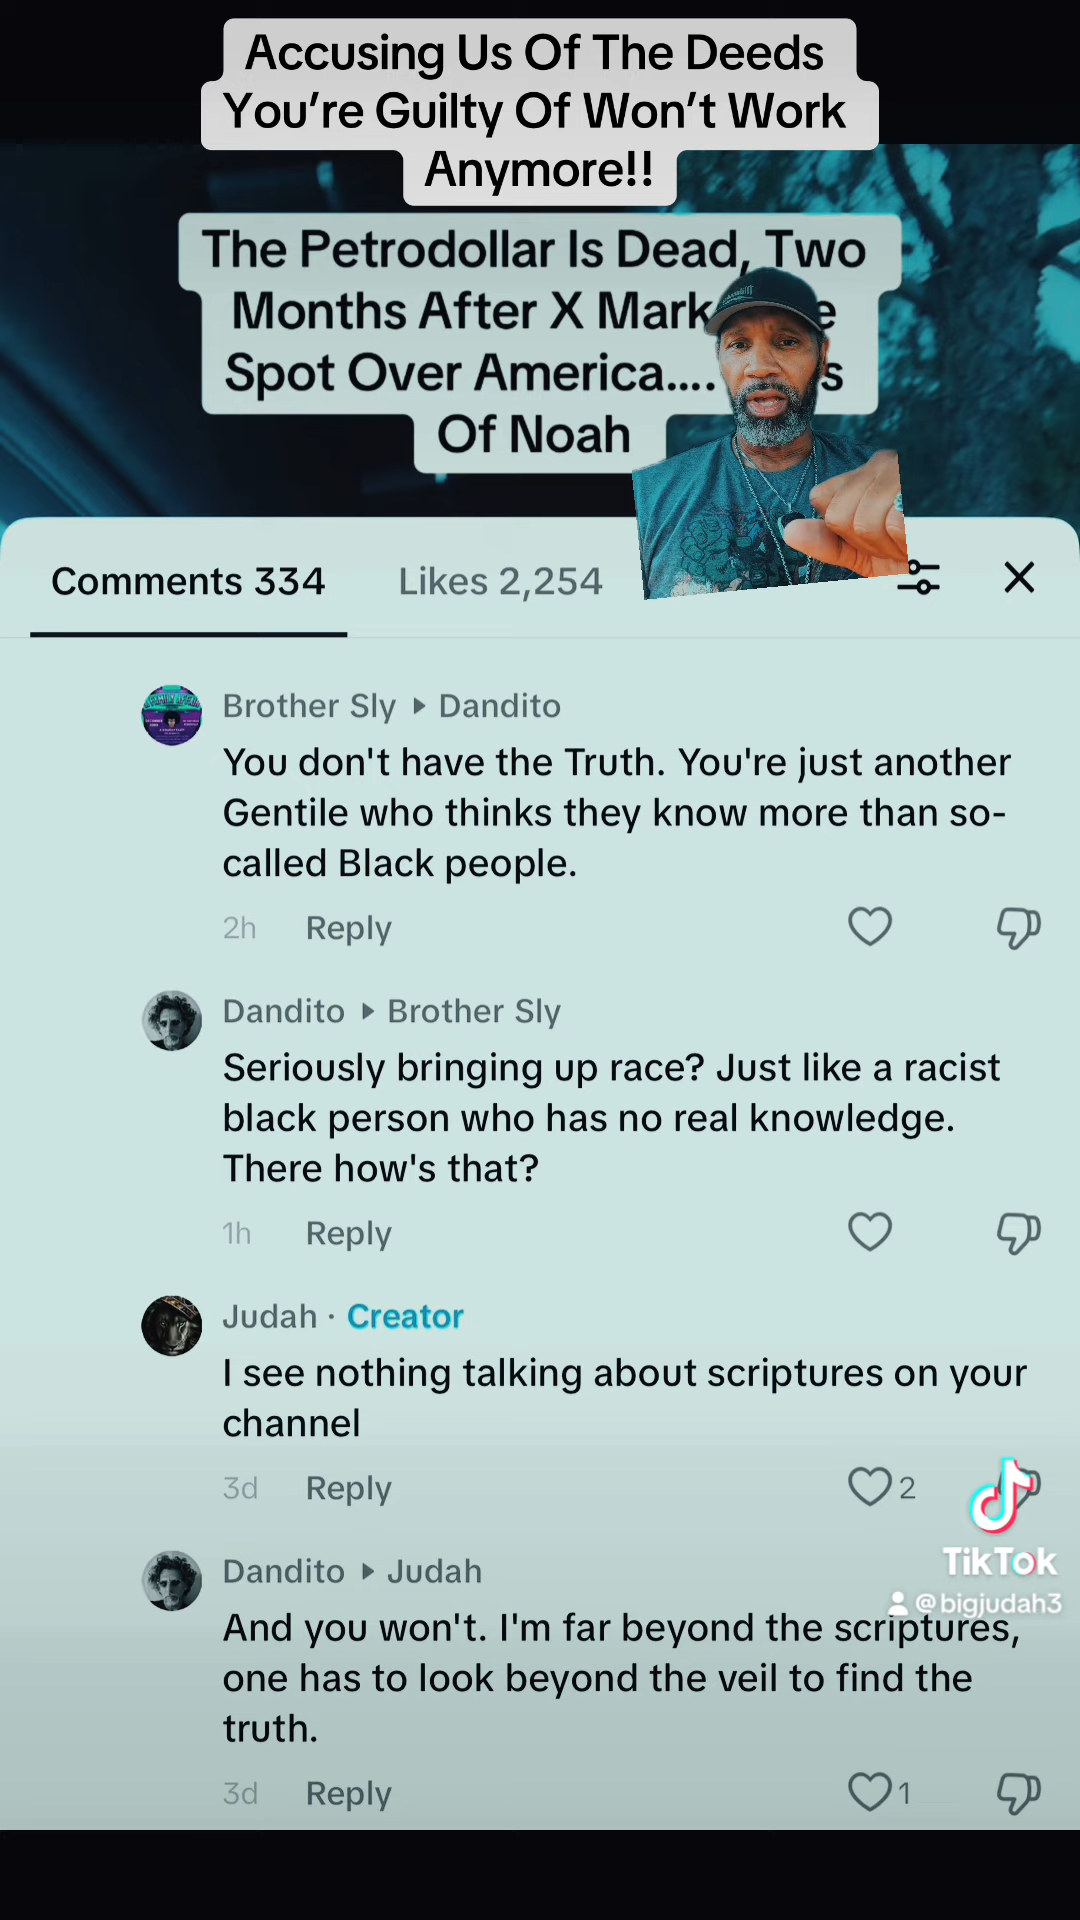 Accusing Us Of The Deeds
You're Guilty Of Won't Work
Anymore!!
The Petrodollar Is Dead, Two
Months After X Mark
Spot Over America....
Of Noah
Comments 334
Likes 2,254
Brother Sly ▸ Dandito
You don't have the Truth. You're just another
Gentile who thinks they know more than so-
called Black people.
2h Reply
Dandito ▸ Brother Sly
Seriously bringing up race? Just like a racist
black person who has no real knowledge.
There how's that?
1h Reply
Judah · Creator
I see nothing talking about scriptures on your
channel
3d Reply 2
TikTok
@bigjudah3
Dandito ▸ Judah
And you won't. I'm far beyond the scriptures,
one has to look beyond the veil to find the
truth.
3d Reply 1